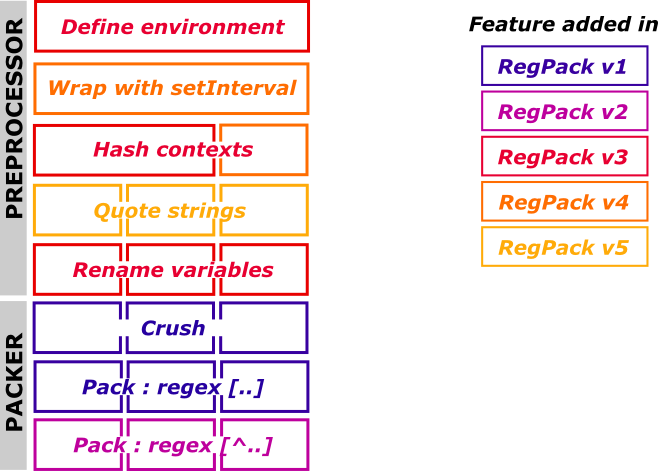 PREPROCESSOR
Define environment
Wrap with setInterval
Hash contexts
Quote strings
Rename variables
PACKER
Crush
Pack : regex [..]
Pack : regex [^..]
Feature added in
RegPack v1
RegPack v2
RegPack v3
RegPack v4
RegPack v5